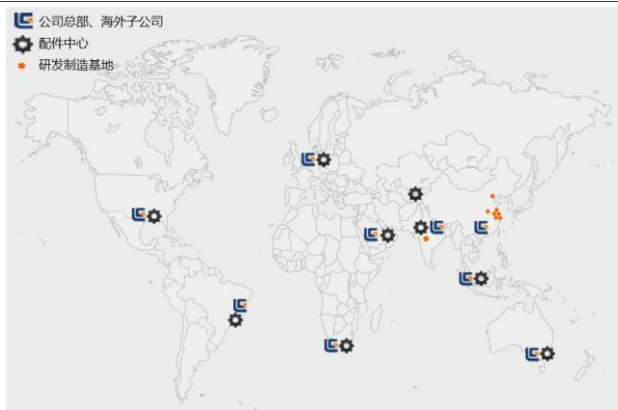 公司总部、海外子公司
配件中心
研发制造基地